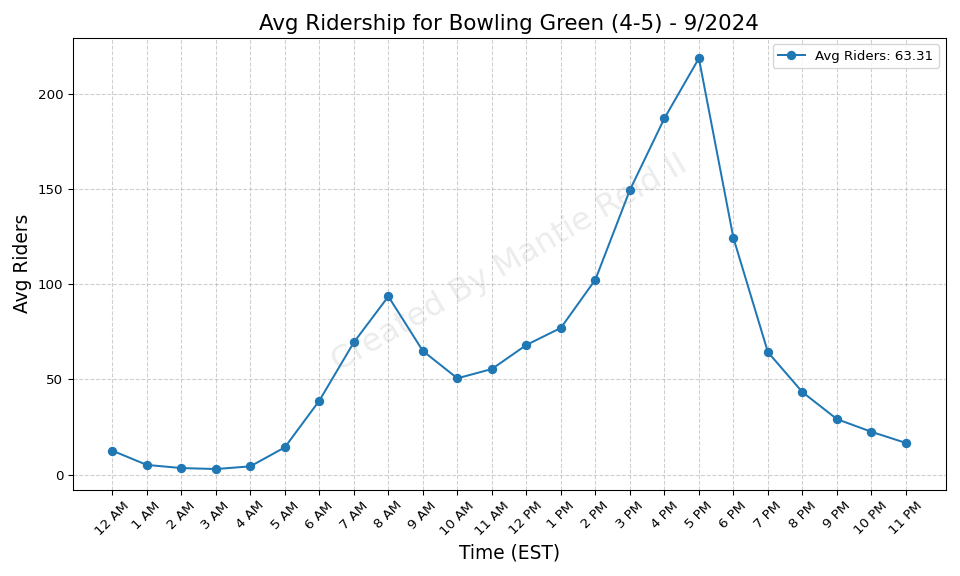 Avg Ridership for Bowling Green (4-5) - 9/2024
Avg Riders: 63.31
Avg Riders
200
150
100
50
0
Created By Mantie Reid II
12 AM
1 AM
2 AM
3 AM
4 AM
5 AM
6 AM
7 AM
8 AM
9 AM
10 AM
11 AM
12 PM
1 PM
2 PM
3 PM
4 PM
5 PM
6 PM
7 PM
8 PM
9 PM
10 PM
11 PM
Time (EST)